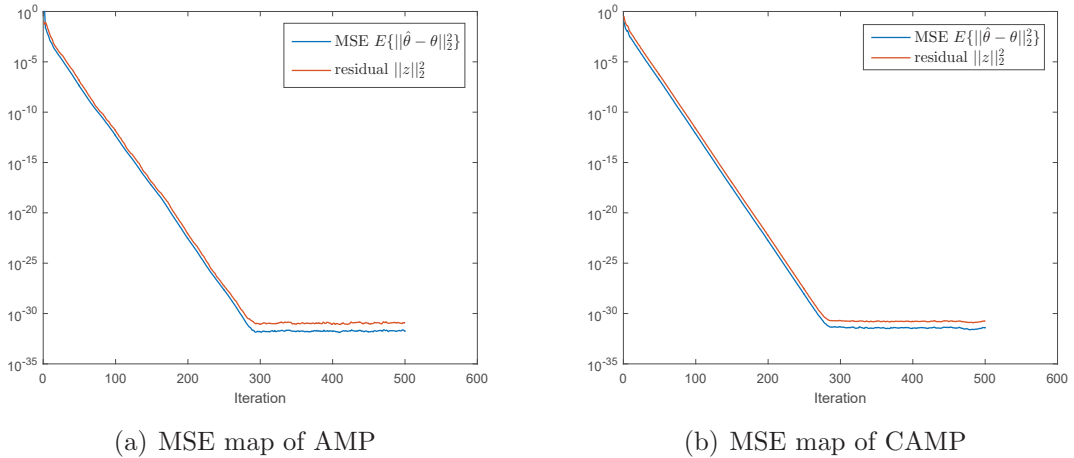 10^0
10^-5
10^-10
10^-15
10^-20
10^-25
10^-30
10^-35
0 100 200 300 400 500 600
Iteration
MSE E{||θ̂ − θ||₂²}
residual ||z||₂²
(a) MSE map of AMP
10^0
10^-5
10^-10
10^-15
10^-20
10^-25
10^-30
10^-35
0 100 200 300 400 500 600
Iteration
MSE E{||θ̂ − θ||₂²}
residual ||z||₂²
(b) MSE map of CAMP